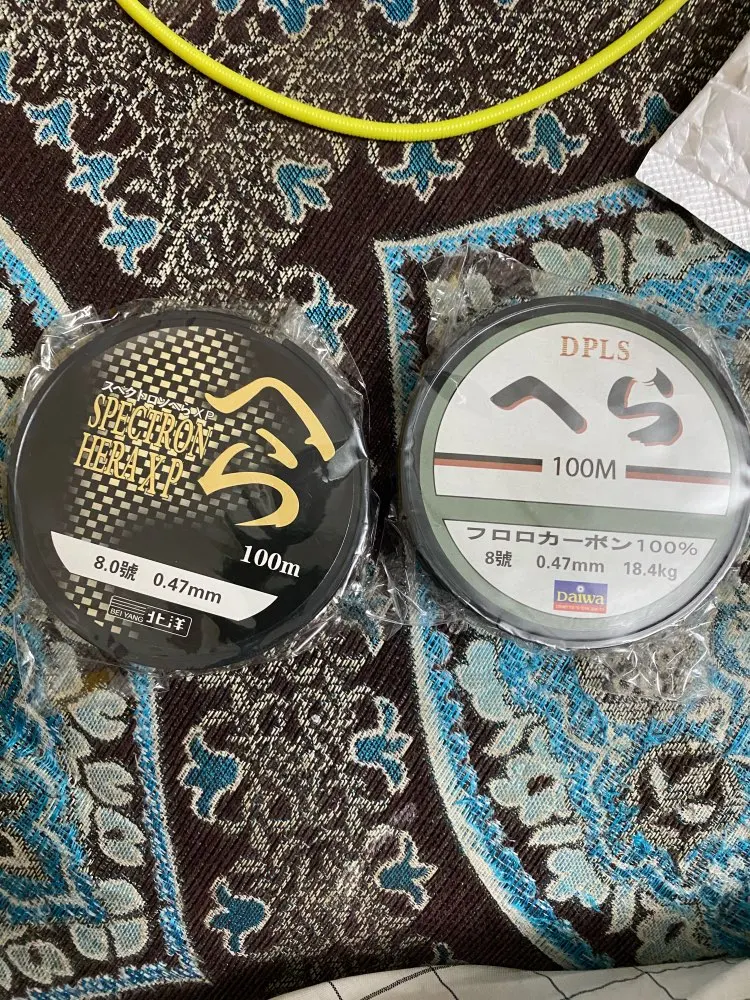 スペクトロンへらXP
SPECTRON
HERA XP
へら
100m
8.0號 0.47mm
BEI YANG 北洋
DPLS
へら
100M
フロロカーボン100%
8號 0.47mm 18.4kg
Daiwa